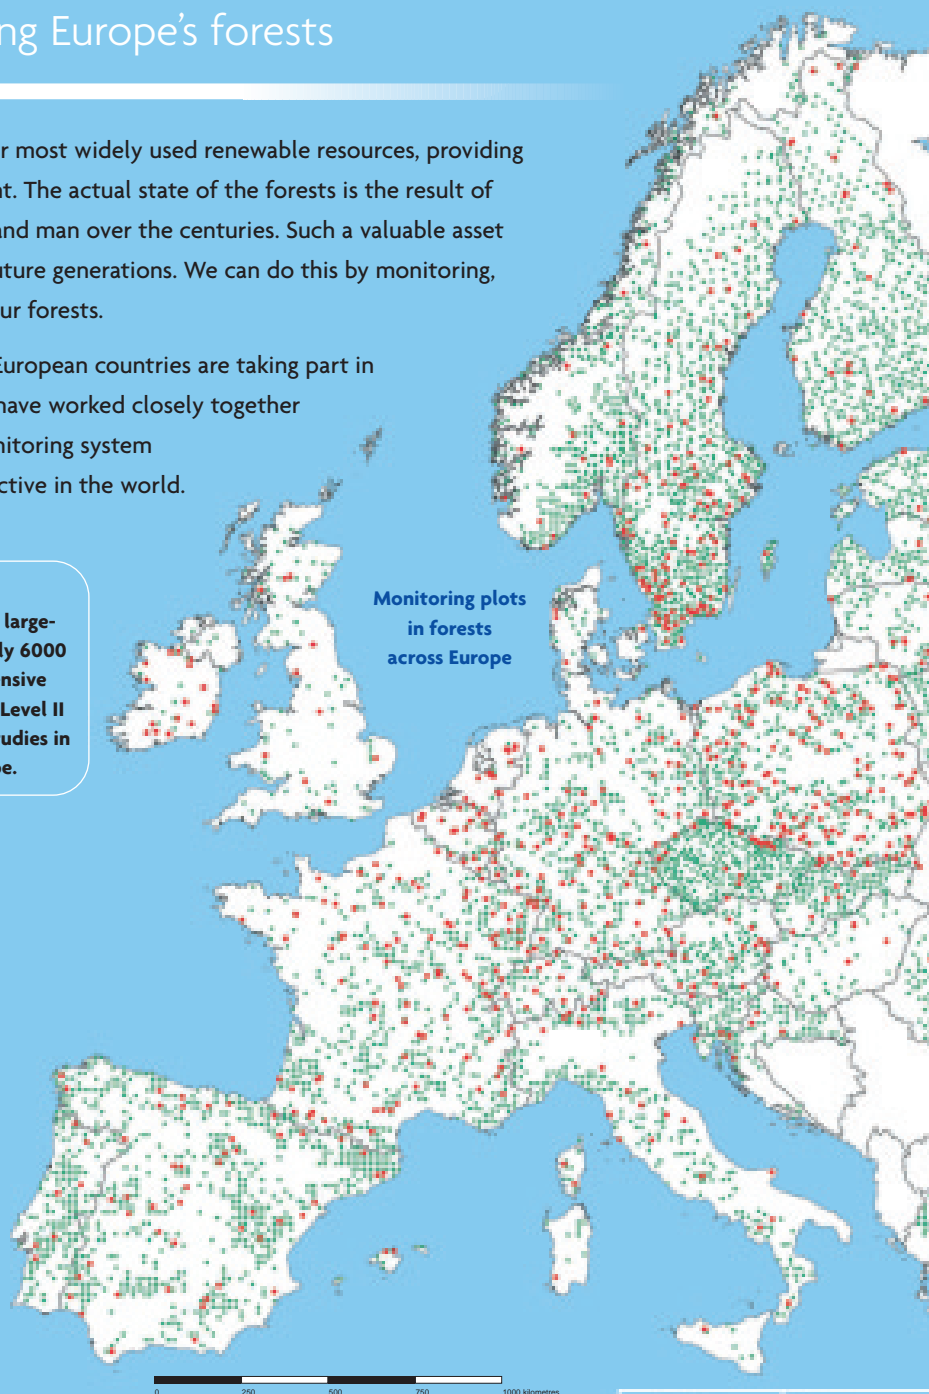 ng Europe's forests
r most widely used renewable resources, providing
nt. The actual state of the forests is the result of
and man over the centuries. Such a valuable asset
uture generations. We can do this by monitoring,
ur forests.
European countries are taking part in
have worked closely together
nitoring system
ctive in the world.
large-
ly 6000
nsive
Level II
tudies in
pe.
Monitoring plots
in forests
across Europe
0 250 500 750 1000 kilometres